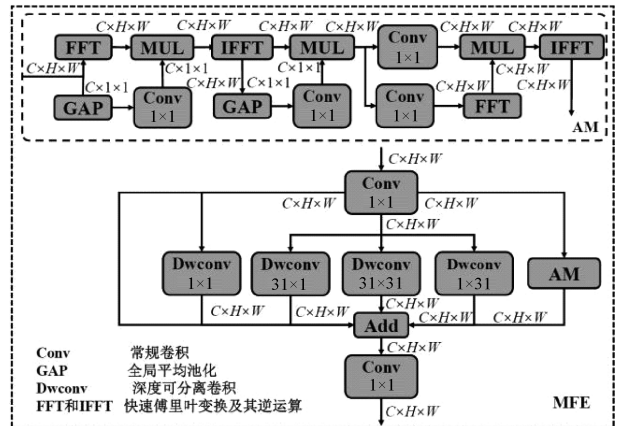 C×H×W C×H×W C×H×W C×H×W C×H×W C×H×W
FFT MUL IFFT MUL Conv 1×1 MUL IFFT
C×H×W C×1×1 C×1×1 C×H×W C×1×1 C×1×1 C×H×W C×H×W C×H×W
GAP Conv 1×1 GAP Conv 1×1 Conv 1×1 FFT
AM
C×H×W
Conv
1×1
C×H×W C×H×W
C×H×W
Dwconv Dwconv Dwconv Dwconv AM
1×1 31×1 31×31 1×31
C×H×W C×H×W C×H×W C×H×W C×H×W
Add
C×H×W
Conv
1×1
C×H×W
Conv 常规卷积
GAP 全局平均池化
Dwconv 深度可分离卷积
FFT和IFFT 快速傅里叶变换及其逆运算
MFE